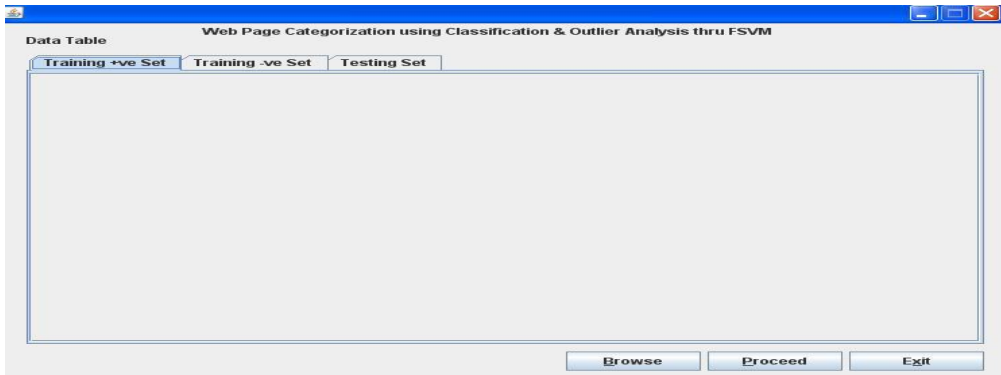 Web Page Categorization using Classification & Outlier Analysis thru FSVM
Data Table
Training +ve Set Training -ve Set Testing Set
Browse Proceed Exit